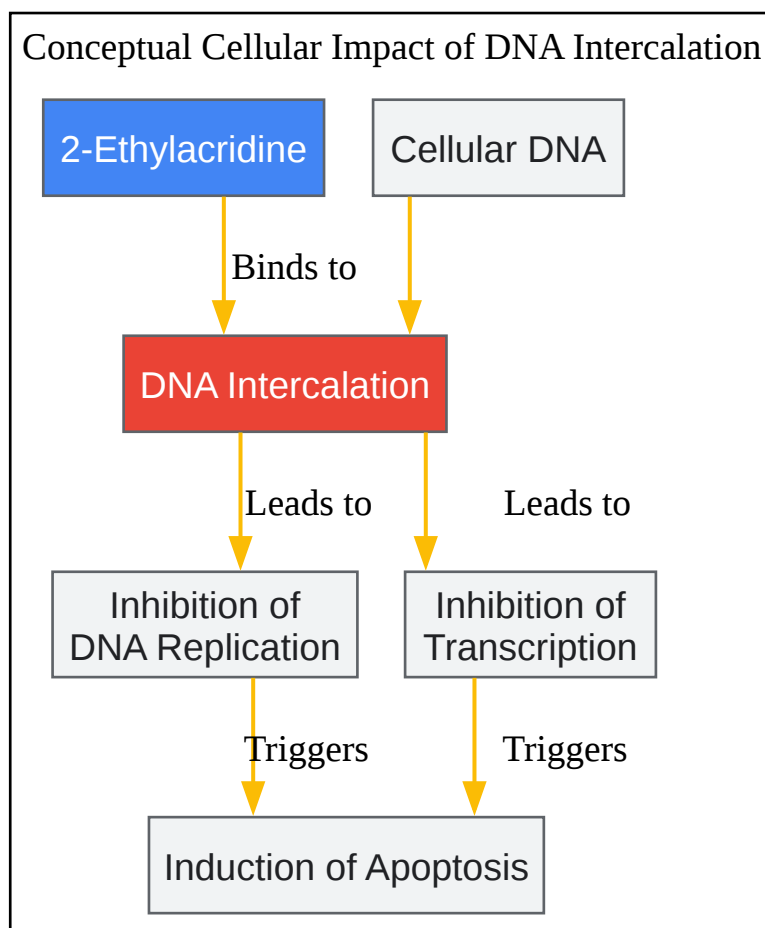 Conceptual Cellular Impact of DNA Intercalation
2-Ethylacridine
Cellular DNA
Binds to
DNA Intercalation
Leads to
Leads to
Inhibition of
DNA Replication
Inhibition of
Transcription
Triggers
Triggers
Induction of Apoptosis